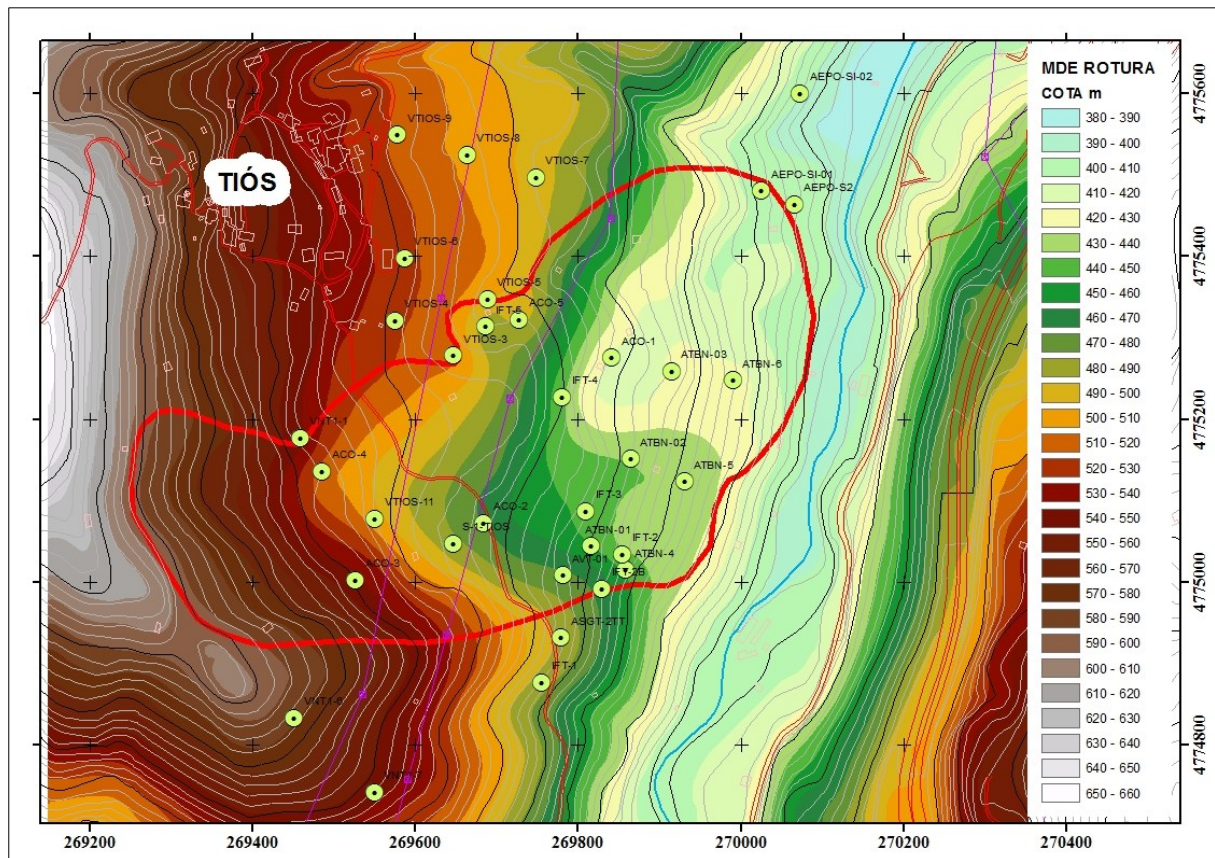 MDE ROTURA
COTA m
380 - 390
390 - 400
400 - 410
410 - 420
420 - 430
430 - 440
440 - 450
450 - 460
460 - 470
470 - 480
480 - 490
490 - 500
500 - 510
510 - 520
520 - 530
530 - 540
540 - 550
550 - 560
560 - 570
570 - 580
580 - 590
590 - 600
600 - 610
610 - 620
620 - 630
630 - 640
640 - 650
650 - 660
TIÓS
AEPO-SI-02
VTIOS-9
VTIOS-8
VTIOS-7
AEPO-SI-01
AEPO-S2
VTIOS-6
VTIOS-5
VTIOS-4
IFT-5
ACO-5
VTIOS-3
ACO-1
ATBN-03
ATBN-6
IFT-4
VNT1-1
ATBN-02
ACO-4
ATBN-5
IFT-3
VTIOS-11
ACO-2
S-1-TIOS
ATBN-01
IFT-2
ATBN-4
AVT-01
IFT-2B
ACO-3
ASGT-2TT
IFT-1
VNT1-6
4775600
4775400
4775200
4775000
4774800
269200
269400
269600
269800
270000
270200
270400